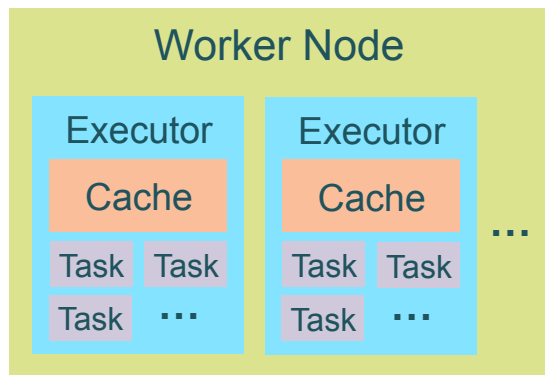 Worker Node
Executor
Cache
Task Task
Task ...
Executor
Cache
Task Task
Task ...
...